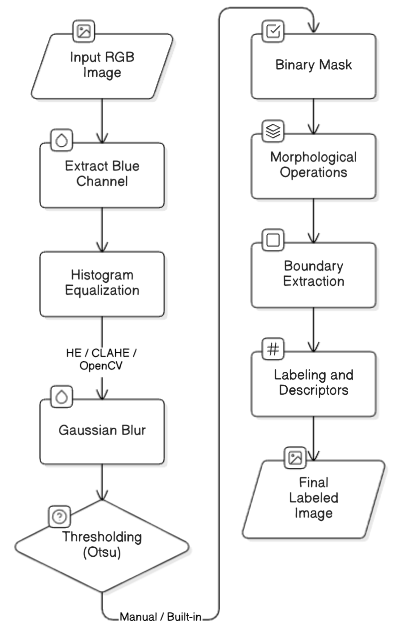 Input RGB
Image
Extract Blue
Channel
Histogram
Equalization
HE / CLAHE /
OpenCV
Gaussian Blur
Thresholding
(Otsu)
Manual / Built-in
Binary Mask
Morphological
Operations
Boundary
Extraction
#
Labeling and
Descriptors
Final
Labeled
Image